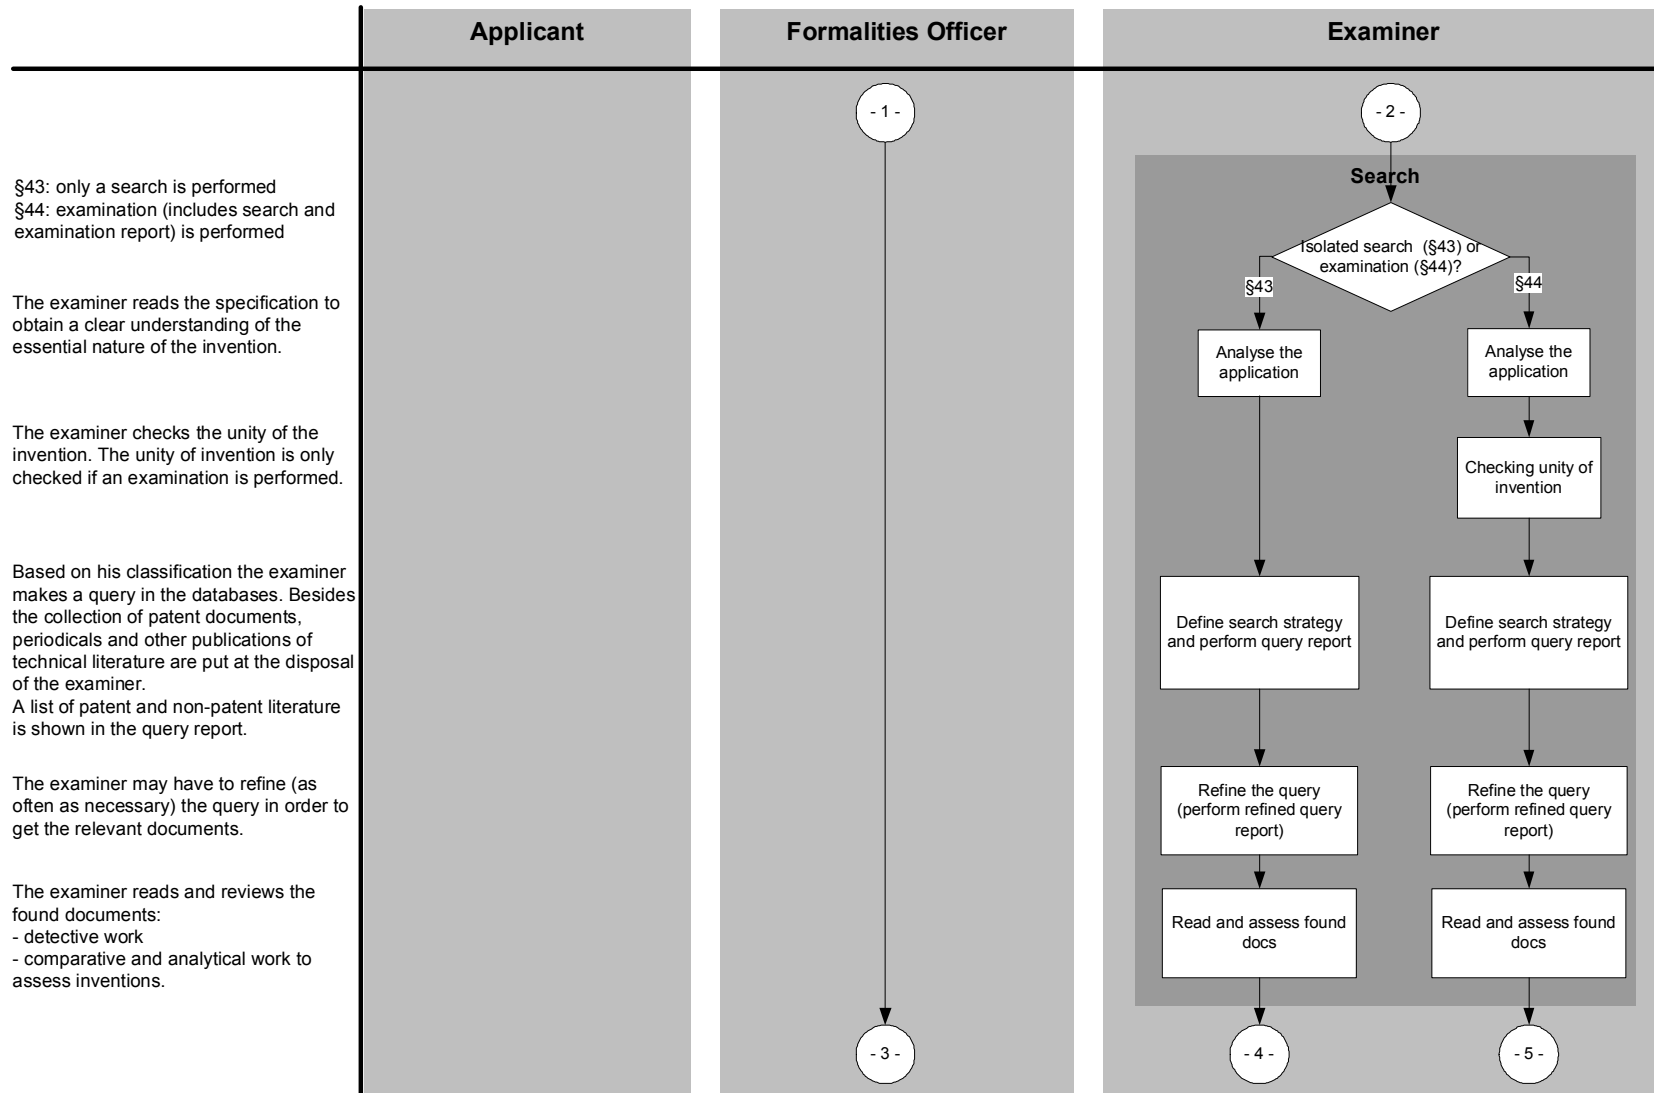 Applicant
Formalities Officer
Examiner
- 1 -
- 2 -
§43: only a search is performed
§44: examination (includes search and
examination report) is performed
Search
Isolated search (§43) or
examination (§44)?
§43
§44
The examiner reads the specification to
obtain a clear understanding of the
essential nature of the invention.
Analyse the
application
Analyse the
application
The examiner checks the unity of the
invention. The unity of invention is only
checked if an examination is performed.
Checking unity of
invention
Based on his classification the examiner
makes a query in the databases. Besides
the collection of patent documents,
periodicals and other publications of
technical literature are put at the disposal
of the examiner.
A list of patent and non-patent literature
is shown in the query report.
Define search strategy
and perform query report
Define search strategy
and perform query report
The examiner may have to refine (as
often as necessary) the query in order to
get the relevant documents.
Refine the query
(perform refined query
report)
Refine the query
(perform refined query
report)
The examiner reads and reviews the
found documents:
- detective work
- comparative and analytical work to
assess inventions.
Read and assess found
docs
Read and assess found
docs
- 3 -
- 4 -
- 5 -